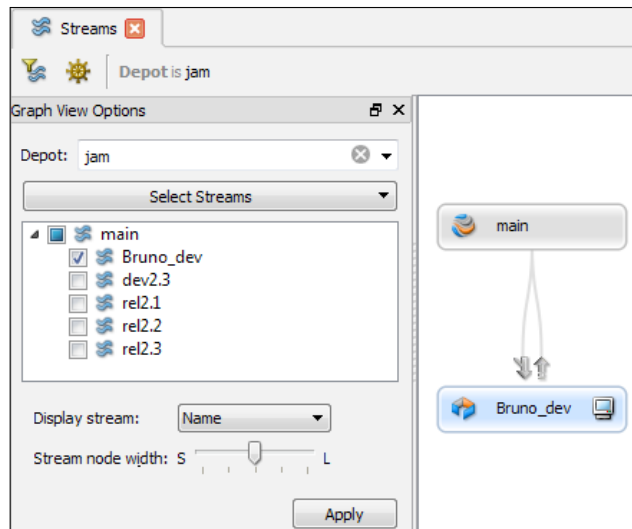 Streams
Depot is jam
Graph View Options
Depot: jam
Select Streams
main
Bruno_dev
dev2.3
rel2.1
rel2.2
rel2.3
Display stream: Name
Stream node width: S L
Apply
main
Bruno_dev